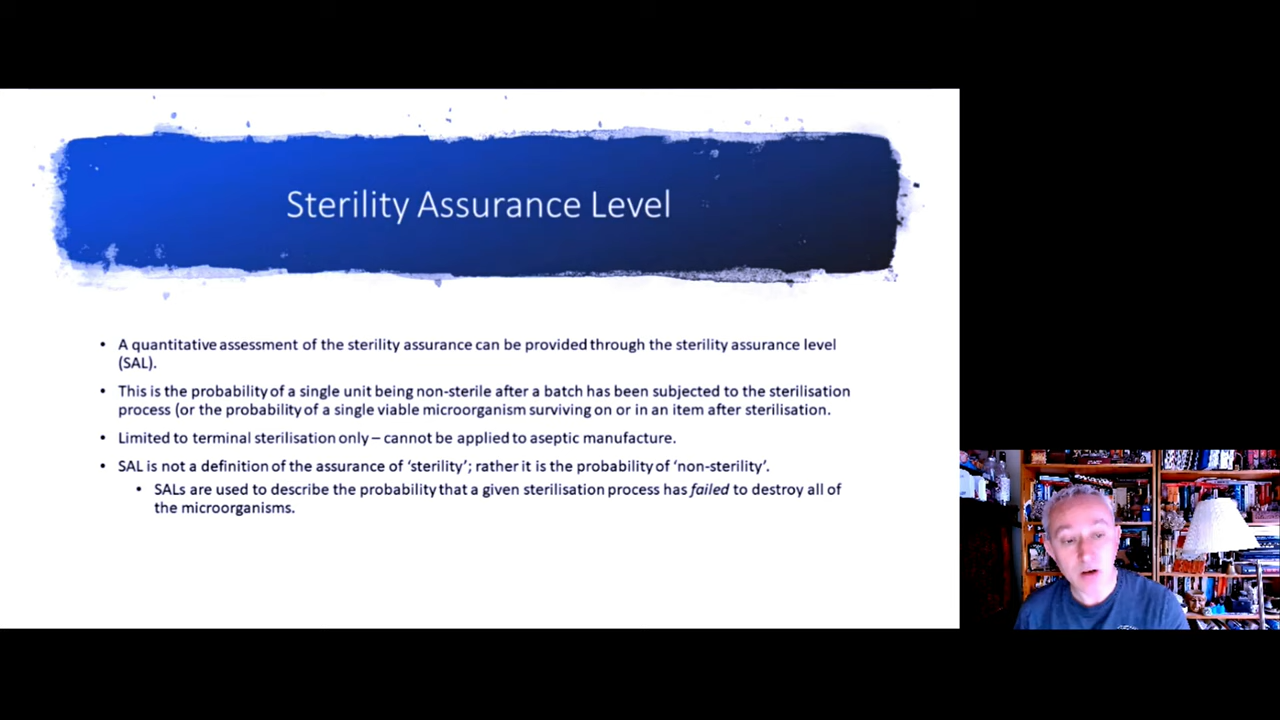 Sterility Assurance Level
• A quantitative assessment of the sterility assurance can be provided through the sterility assurance level
(SAL).
• This is the probability of a single unit being non-sterile after a batch has been subjected to the sterilisation
process (or the probability of a single viable microorganism surviving on or in an item after sterilisation.
• Limited to terminal sterilisation only – cannot be applied to aseptic manufacture.
• SAL is not a definition of the assurance of ‘sterility’; rather it is the probability of ‘non-sterility’.
• SALs are used to describe the probability that a given sterilisation process has failed to destroy all of
the microorganisms.